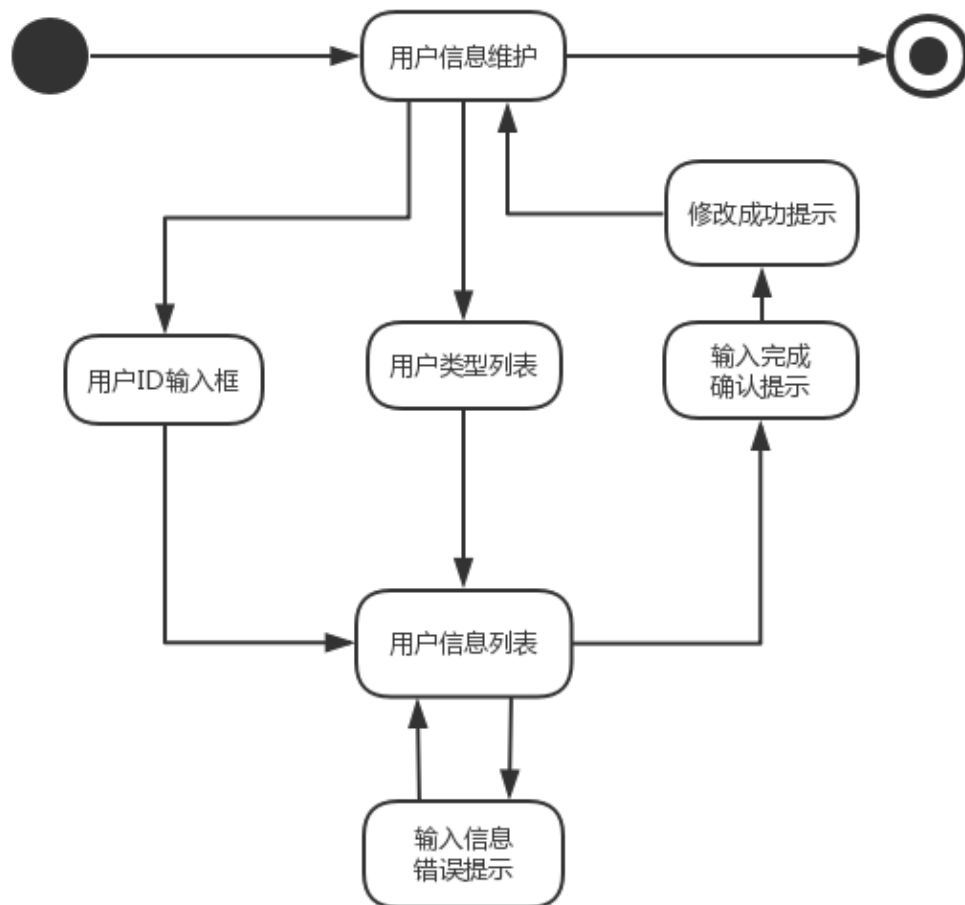 用户信息维护
修改成功提示
用户ID输入框
用户类型列表
输入完成
确认提示
用户信息列表
输入信息
错误提示